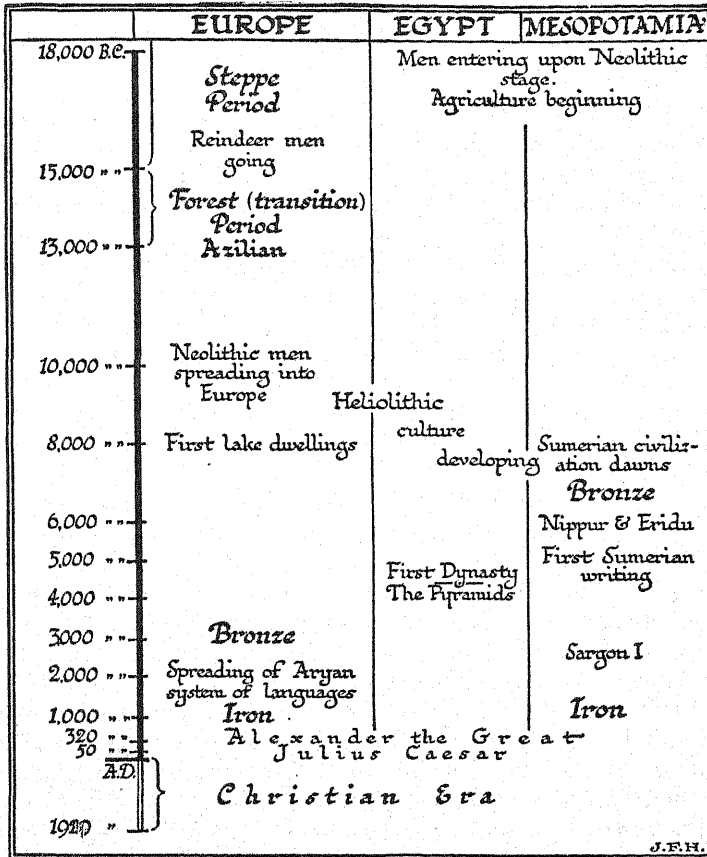 EUROPE EGYPT MESOPOTAMIA
18,000 B.C.
Men entering upon Neolithic
stage.
Agriculture beginning
Steppe
Period
Reindeer men
going
15,000 " "
Forest (transition)
Period
13,000 " "
Azilian
10,000 " "
Neolithic men
spreading into
Europe
Heliolithic
culture
developing
8,000 " "
First lake dwellings
Sumerian civiliz-
ation dawns
Bronze
6,000 " "
Nippur & Eridu
5,000 " "
First Sumerian
writing
First Dynasty
The Pyramids
4,000 " "
3,000 " "
Bronze
Sargon I
2,000 " "
Spreading of Aryan
system of languages
1,000 " "
Iron
Iron
320 " "
Alexander the Great
50 " "
Julius Caesar
A.D.
Christian Era
"
J.F.H.